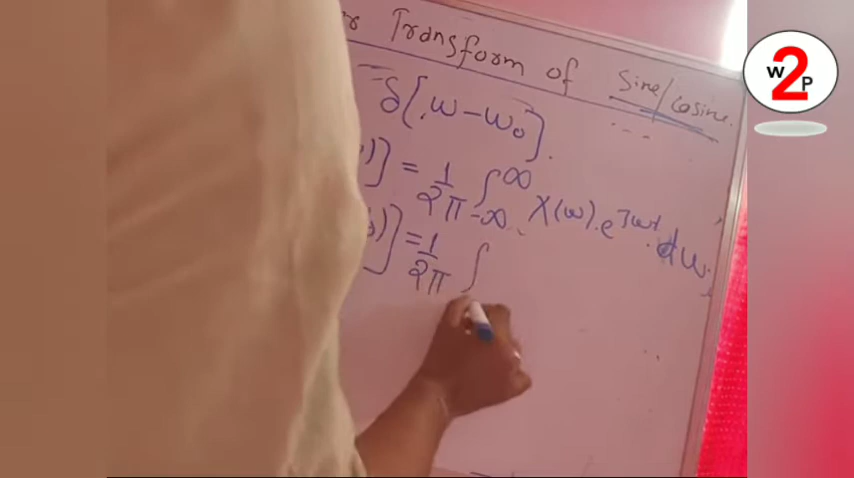 Transform of Sine/Cosine.
δ[ω-ω₀].
)] = 1/2π ∫_{-∞}^{∞} X(ω).e^{jωt}.dω
)] = 1/2π ∫
W2P